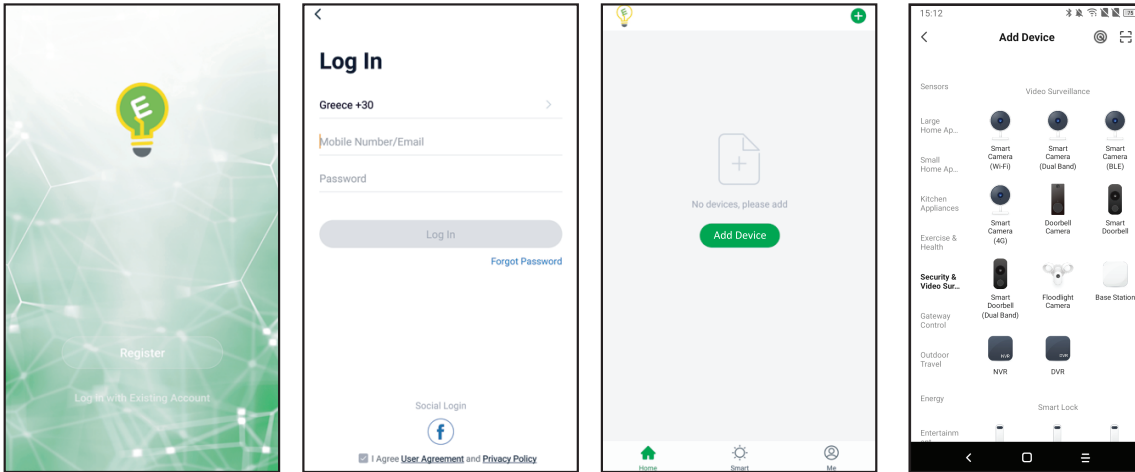 E
Register
Log In with Existing Account
Log In
Greece +30
Mobile Number/Email
Password
Log In
Forgot Password
Social Login
f
I Agree User Agreement and Privacy Policy
E
No devices, please add
Add Device
Home
Smart
Me
15:12
Add Device
Sensors
Large
Home Ap...
Small
Home Ap...
Kitchen
Appliances
Exercise &
Health
Security &
Video Sur...
Gateway
Control
Outdoor
Travel
Energy
Entertainm
Video Surveillance
Smart
Camera
(Wi-Fi)
Smart
Camera
(Dual Band)
Smart
Camera
(BLE)
Smart
Camera
(4G)
Doorbell
Camera
Smart
Doorbell
Smart
Doorbell
(Dual Band)
Floodlight
Camera
Base Station
NVR
NVR
DVR
DVR
Smart Lock